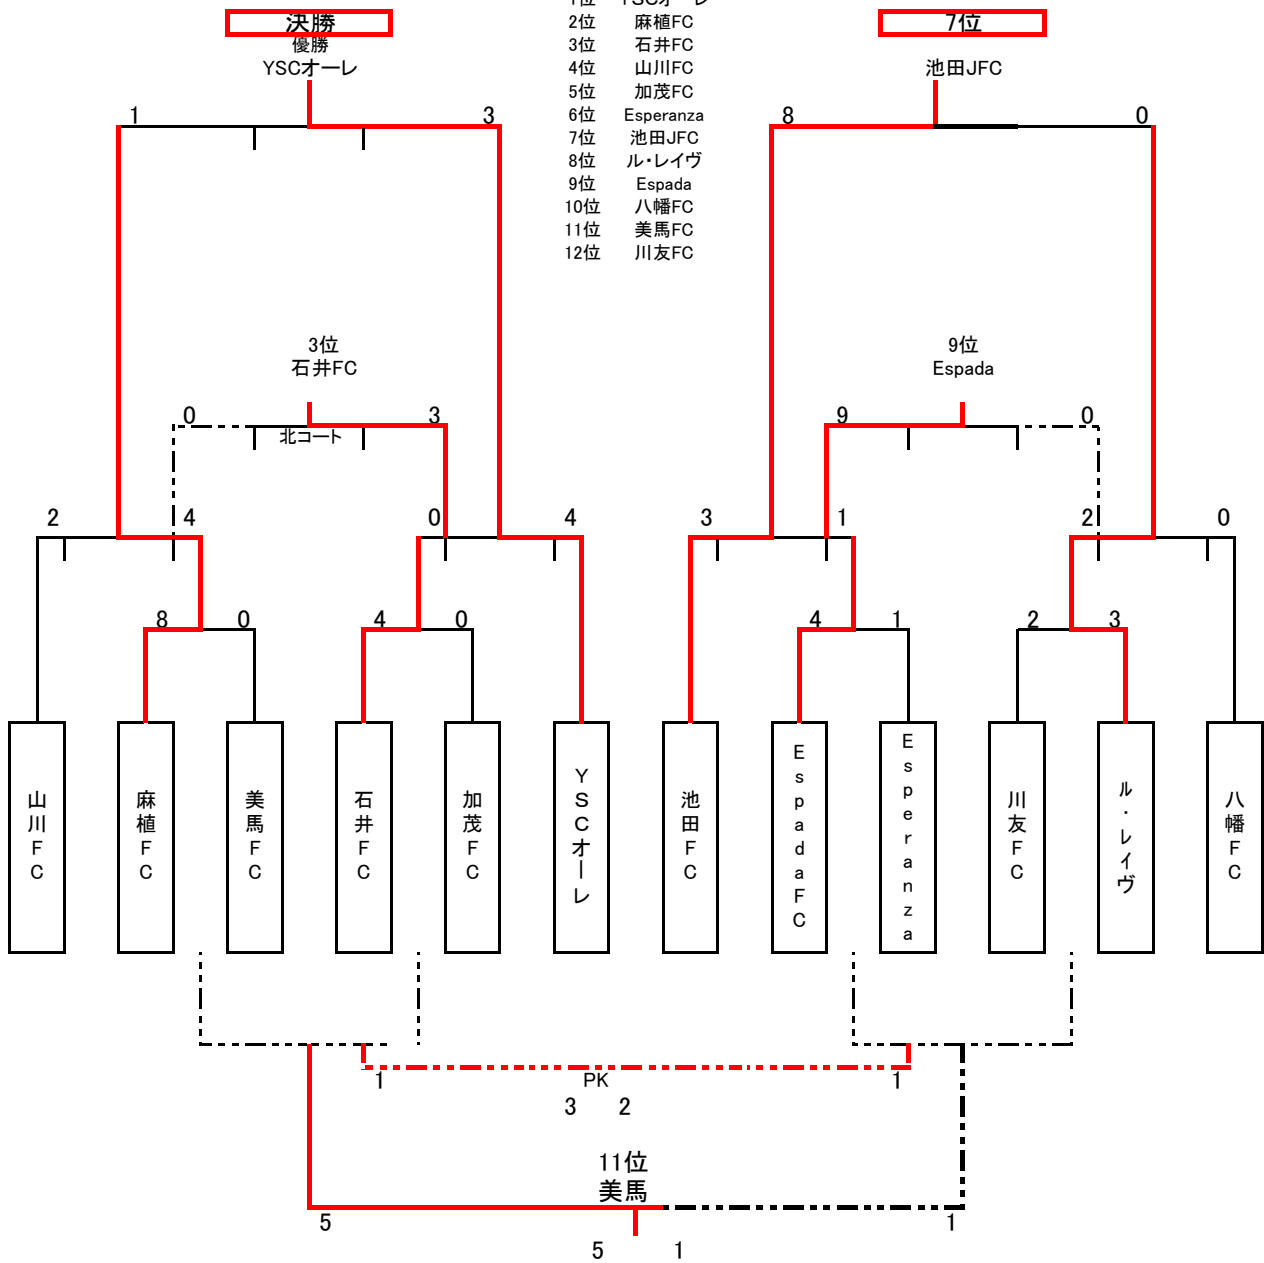 1位 YSCオーレ
決勝 2位 麻植FC 7位
優勝 3位 石井FC
YSCオーレ 4位 山川FC 池田JFC
5位 加茂FC
1 3 6位 Esperanza 8 0
7位 池田JFC
8位 ル・レイヴ
9位 Espada
10位 八幡FC
11位 美馬FC
12位 川友FC
3位 9位
石井FC Espada
0 3 9 0
北コート
2 4 0 4 3 1 2 0
8 0 4 0 4 1 2 3
山川FC
麻植FC
美馬FC
石井FC
加茂FC
YSCオーレ
池田FC
EspadaFC
Esperanza
川友FC
ル・レイヴ
八幡FC
1 PK 1
3 2
11位
美馬
5 1
5 1